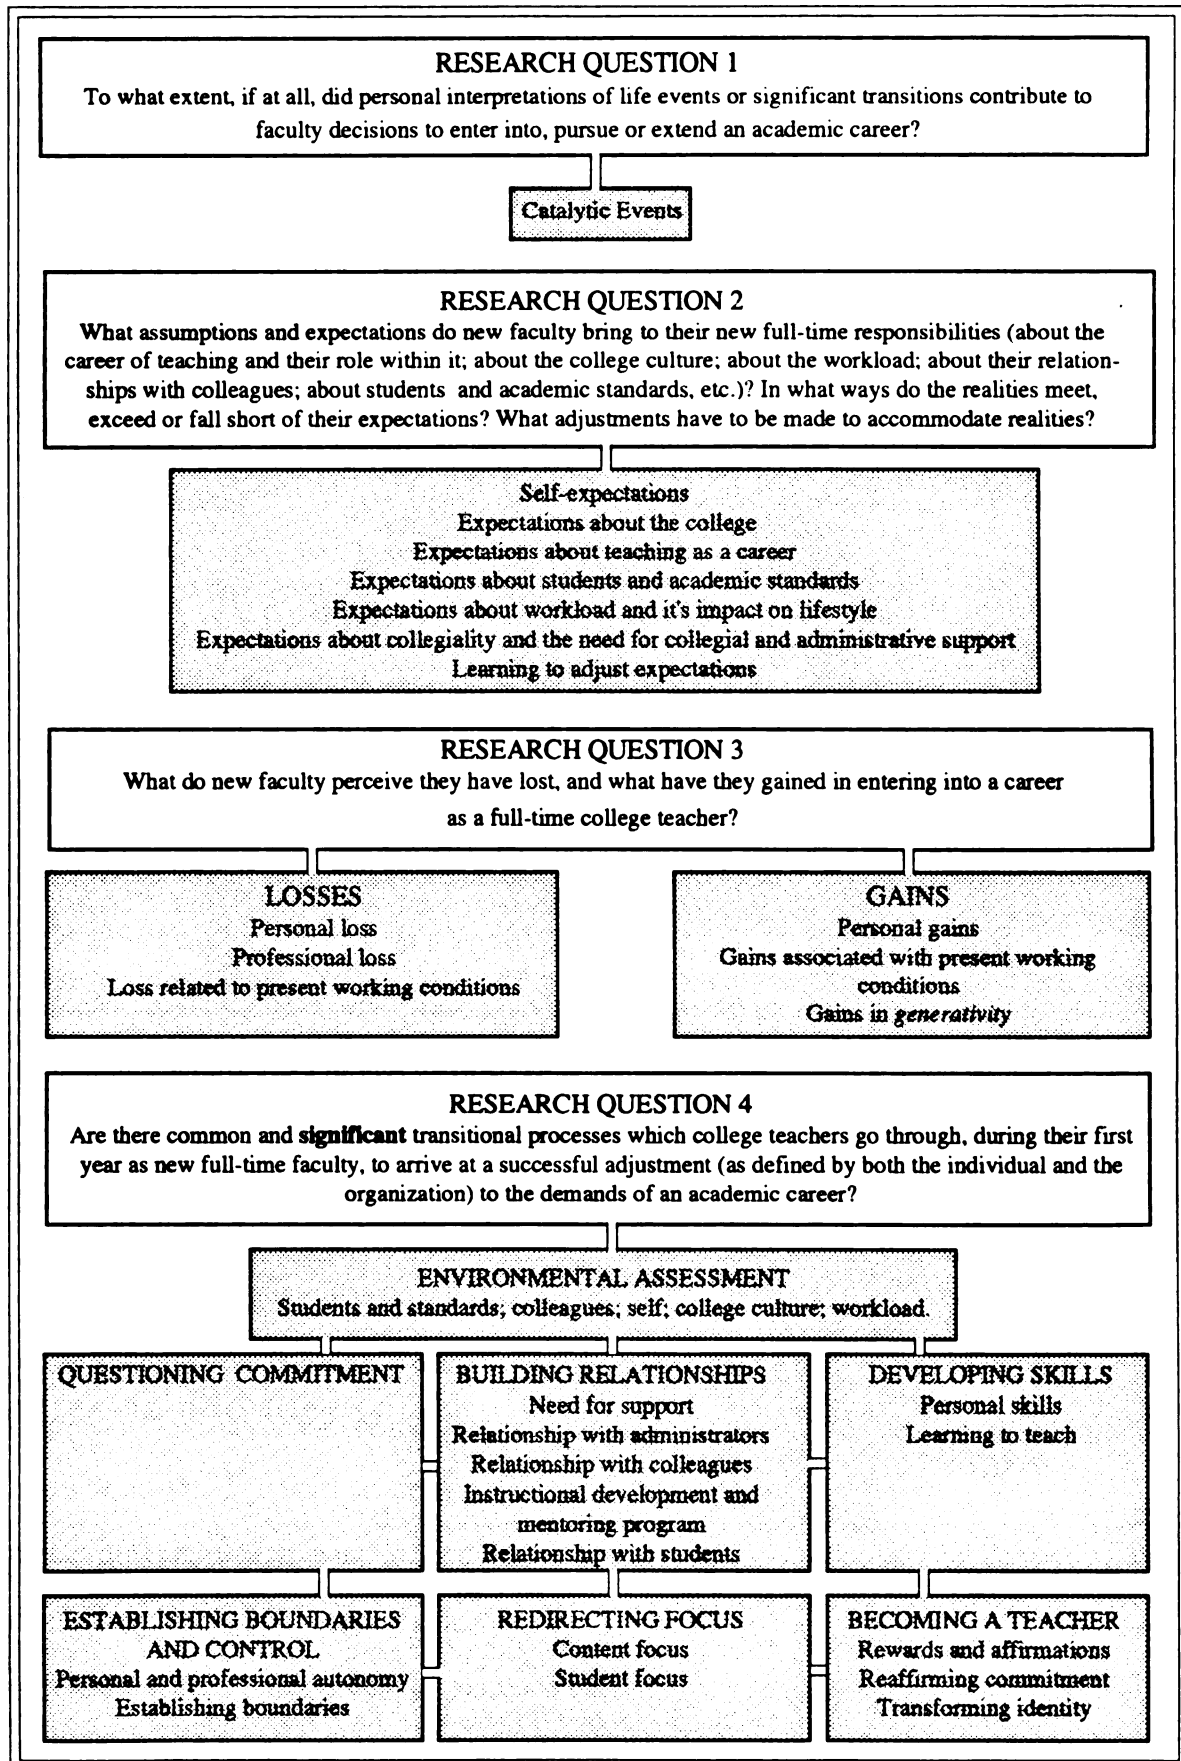 RESEARCH QUESTION 1
To what extent, if at all, did personal interpretations of life events or significant transitions contribute to
faculty decisions to enter into, pursue or extend an academic career?
Catalytic Events
RESEARCH QUESTION 2
What assumptions and expectations do new faculty bring to their new full-time responsibilities (about the
career of teaching and their role within it; about the college culture; about the workload; about their relation-
ships with colleagues; about students and academic standards, etc.)? In what ways do the realities meet,
exceed or fall short of their expectations? What adjustments have to be made to accommodate realities?
Self-expectations
Expectations about the college
Expectations about teaching as a career
Expectations about students and academic standards
Expectations about workload and it's impact on lifestyle
Expectations about collegiality and the need for collegial and administrative support
Learning to adjust expectations
RESEARCH QUESTION 3
What do new faculty perceive they have lost, and what have they gained in entering into a career
as a full-time college teacher?
LOSSES
Personal loss
Professional loss
Loss related to present working conditions
GAINS
Personal gains
Gains associated with present working
conditions
Gains in generativity
RESEARCH QUESTION 4
Are there common and significant transitional processes which college teachers go through, during their first
year as new full-time faculty, to arrive at a successful adjustment (as defined by both the individual and the
organization) to the demands of an academic career?
ENVIRONMENTAL ASSESSMENT
Students and standards; colleagues; self; college culture; workload.
QUESTIONING COMMITMENT
BUILDING RELATIONSHIPS
Need for support
Relationship with administrators
Relationship with colleagues
Instructional development and
mentoring program
Relationship with students
DEVELOPING SKILLS
Personal skills
Learning to teach
ESTABLISHING BOUNDARIES
AND CONTROL
Personal and professional autonomy
Establishing boundaries
REDIRECTING FOCUS
Content focus
Student focus
BECOMING A TEACHER
Rewards and affirmations
Reaffirming commitment
Transforming identity